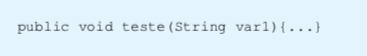 public void teste(String var1){...}